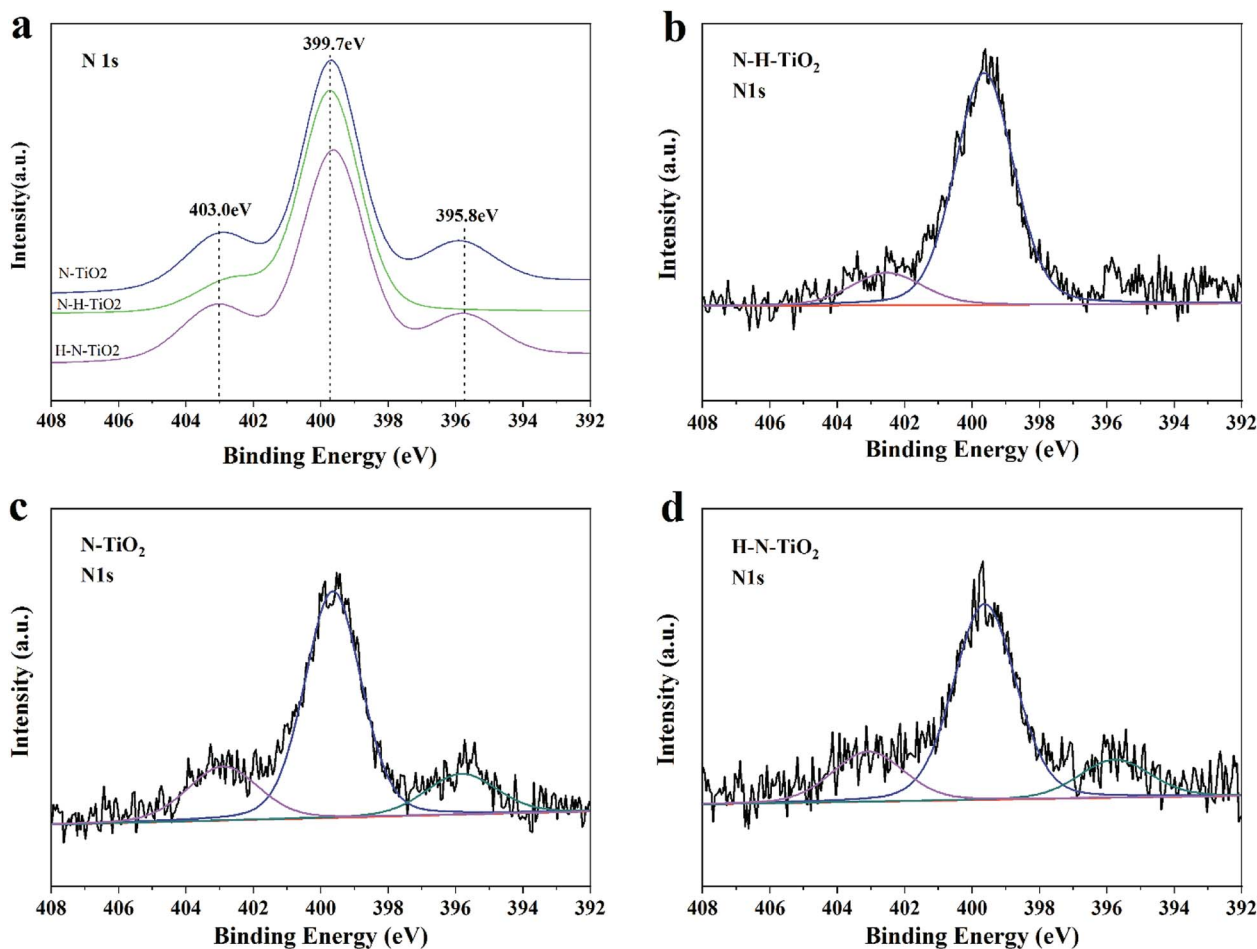 a
N 1s
399.7eV
403.0eV
395.8eV
N-TiO2
N-H-TiO2
H-N-TiO2
Intensity(a.u.)
408 406 404 402 400 398 396 394 392
Binding Energy (eV)
b
N-H-TiO₂
N1s
Intensity (a.u.)
408 406 404 402 400 398 396 394 392
Binding Energy (eV)
c
N-TiO₂
N1s
Intensity (a.u.)
408 406 404 402 400 398 396 394 392
Binding Energy (eV)
d
H-N-TiO₂
N1s
Intensity (a.u.)
408 406 404 402 400 398 396 394 392
Binding Energy (eV)